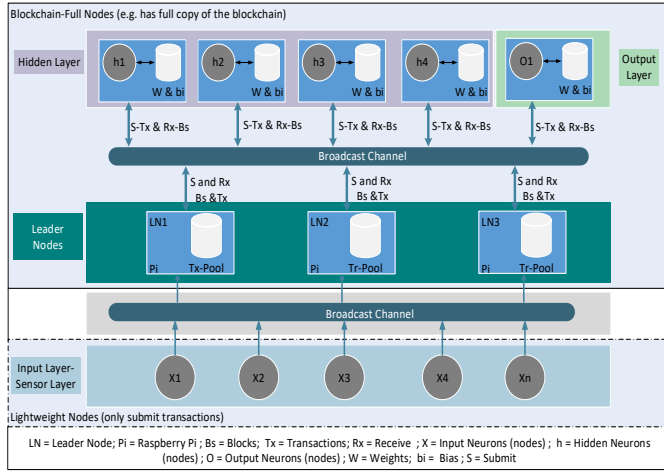 Blockchain-Full Nodes (e.g. has full copy of the blockchain)
Hidden Layer
h1
W & bi
h2
W & bi
h3
W & bi
h4
W & bi
O1
W & bi
Output
Layer
S-Tx & Rx-Bs
S-Tx & Rx-Bs
S-Tx & Rx-Bs
S-Tx & Rx-Bs
S-Tx & Rx-Bs
Broadcast Channel
S and Rx
Bs &Tx
S and Rx
Bs &Tx
S and Rx
Bs &Tx
Leader
Nodes
LN1
Pi
Tx-Pool
LN2
Pi
Tr-Pool
LN3
Pi
Tr-Pool
Broadcast Channel
Input Layer-
Sensor Layer
X1
X2
X3
X4
Xn
Lightweight Nodes (only submit transactions)
LN = Leader Node; Pi = Raspberry Pi ; Bs = Blocks; Tx = Transactions; Rx = Receive ; X = Input Neurons (nodes) ; h = Hidden Neurons
(nodes) ; O = Output Neurons (nodes) ; W = Weights; bi = Bias ; S = Submit